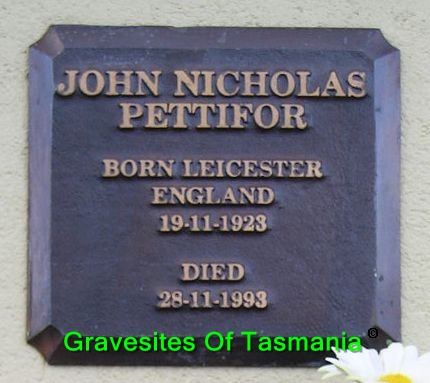 JOHN NICHOLAS
PETTIFOR
BORN LEICESTER
ENGLAND
19-11-1923
DIED
28-11-1993
Gravesites Of Tasmania ©